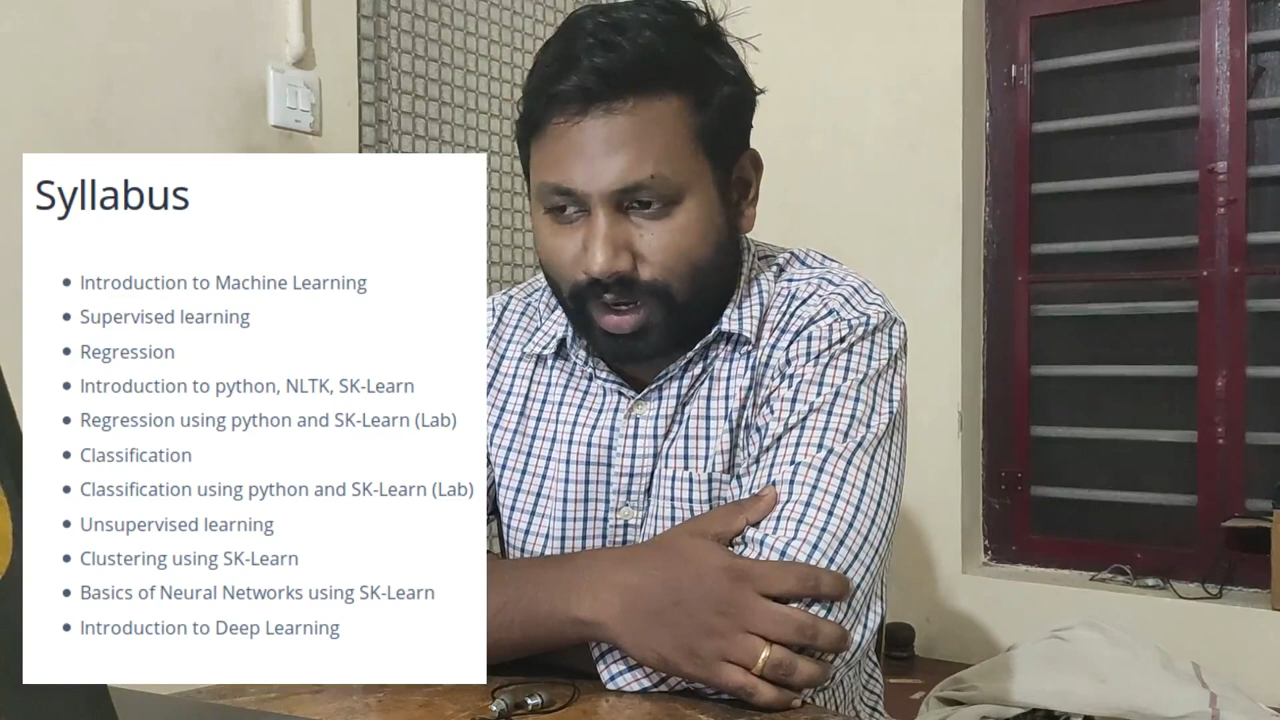 Syllabus
Introduction to Machine Learning
Supervised learning
Regression
Introduction to python, NLTK, SK-Learn
Regression using python and SK-Learn (Lab)
Classification
Classification using python and SK-Learn (Lab)
Unsupervised learning
Clustering using SK-Learn
Basics of Neural Networks using SK-Learn
Introduction to Deep Learning